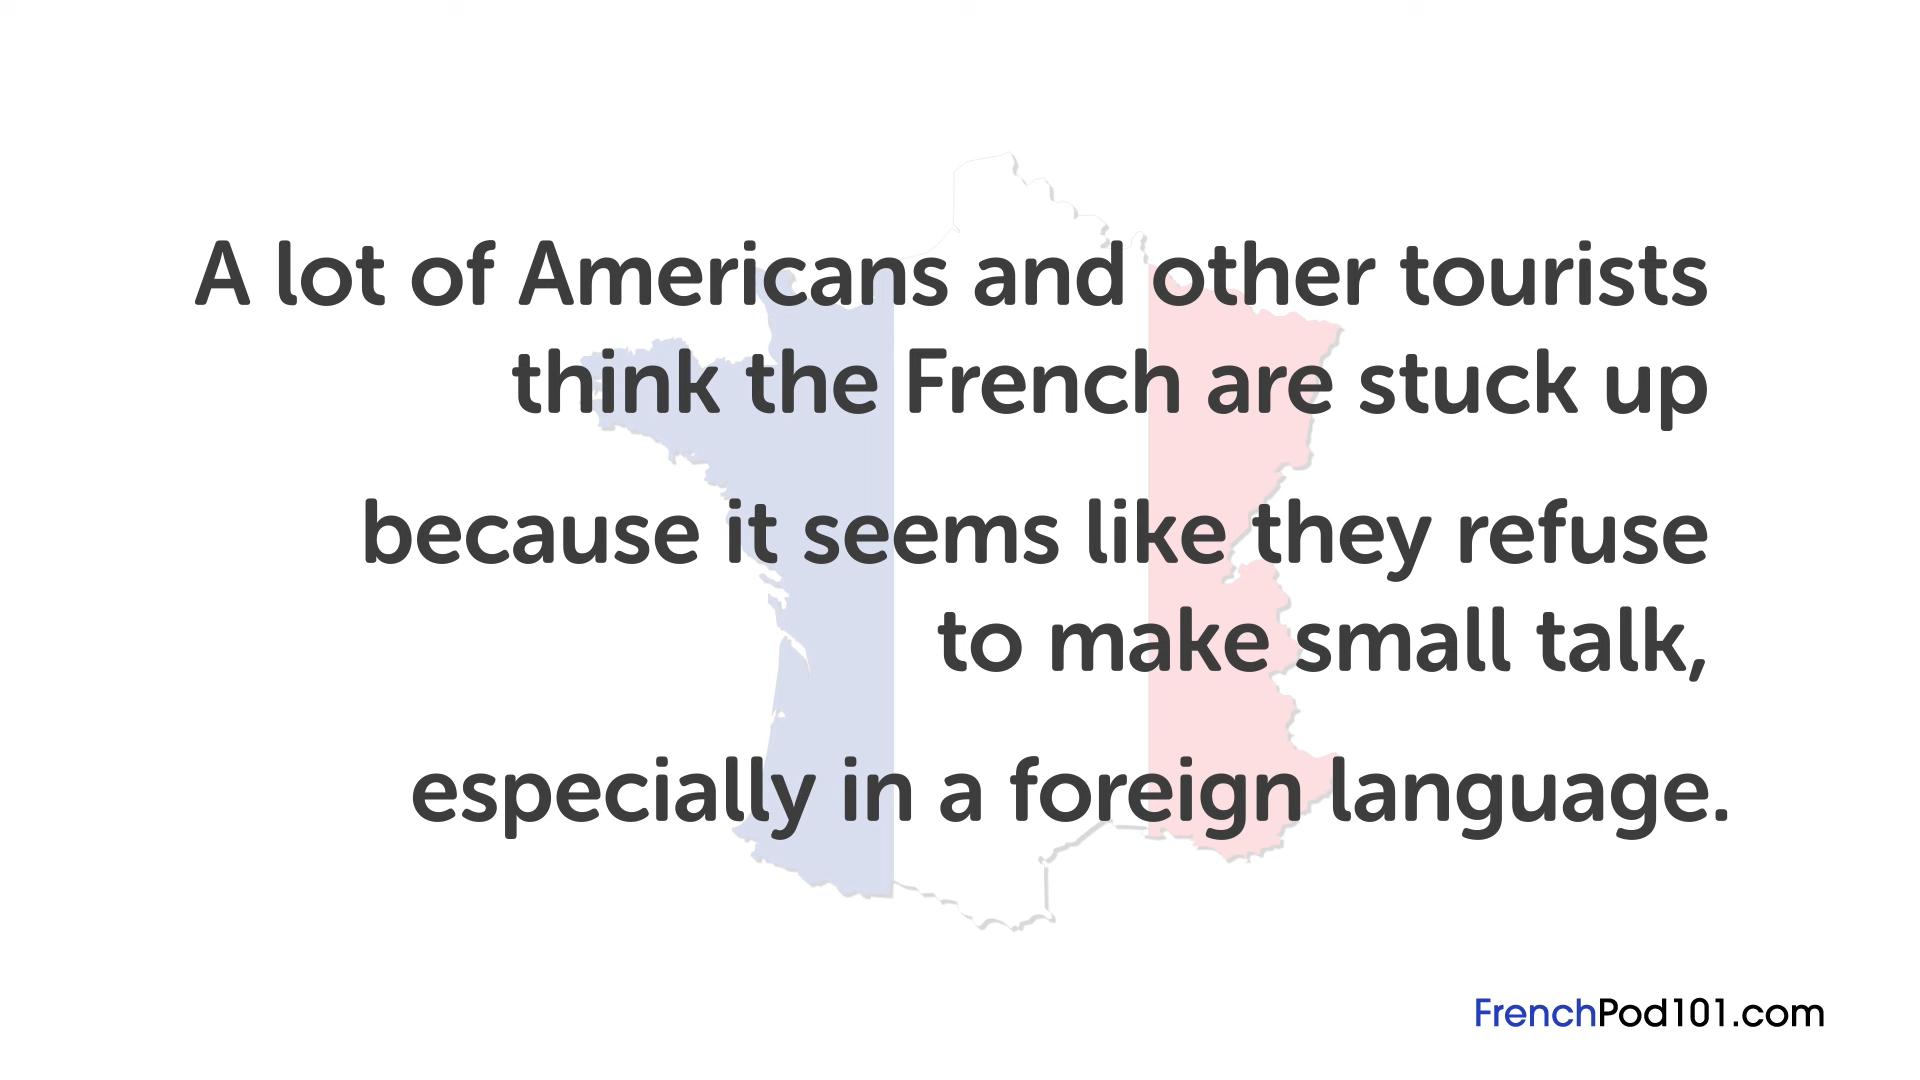 A lot of Americans and other tourists
think the French are stuck up
because it seems like they refuse
to make small talk,
especially in a foreign language.
FrenchPod101.com